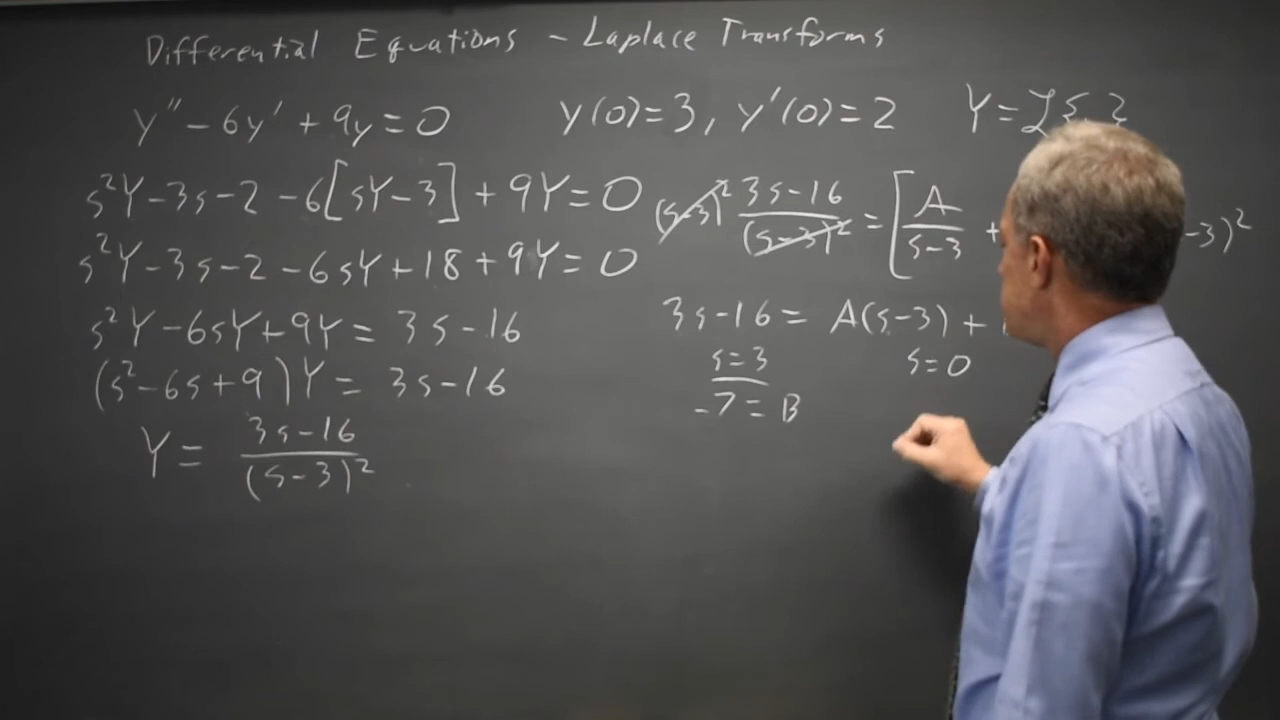 Differential Equations - Laplace Transforms
y'' - 6y' + 9y = 0
y(0) = 3, y'(0) = 2
Y = ℒ{ }
s²Y - 3s - 2 - 6[sY - 3] + 9Y = 0
s²Y - 3s - 2 - 6sY + 18 + 9Y = 0
s²Y - 6sY + 9Y = 3s - 16
(s² - 6s + 9)Y = 3s - 16
Y = (3s - 16)/(s - 3)²
(s-3)² (3s - 16)/(s-3)² = [A/(s-3) + -3)²
3s - 16 = A(s-3) +
s = 3
-7 = B
s = 0